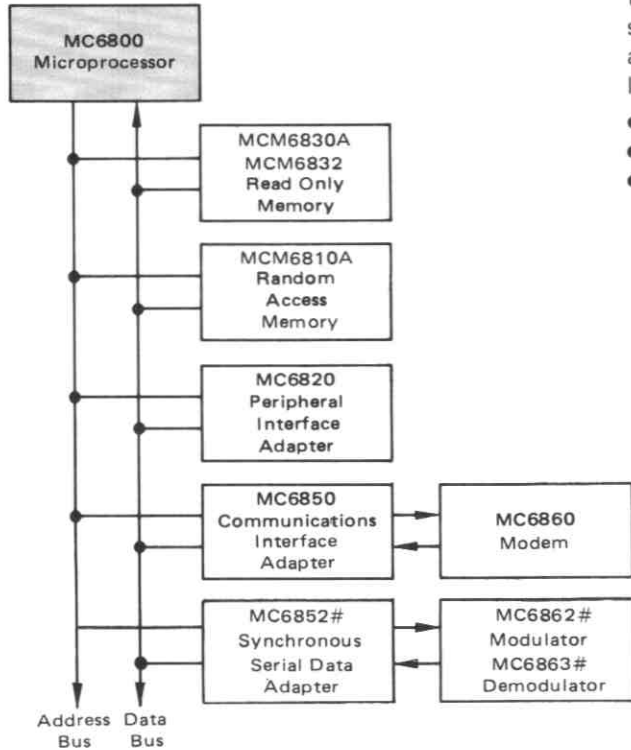 MC6800
Microprocessor
MCM6830A
MCM6832
Read Only
Memory
MCM6810A
Random
Access
Memory
MC6820
Peripheral
Interface
Adapter
MC6850
Communications
Interface
Adapter
MC6860
Modem
MC6852#
Synchronous
Serial Data
Adapter
MC6862#
Modulator
MC6863#
Demodulator
Address
Bus
Data
Bus